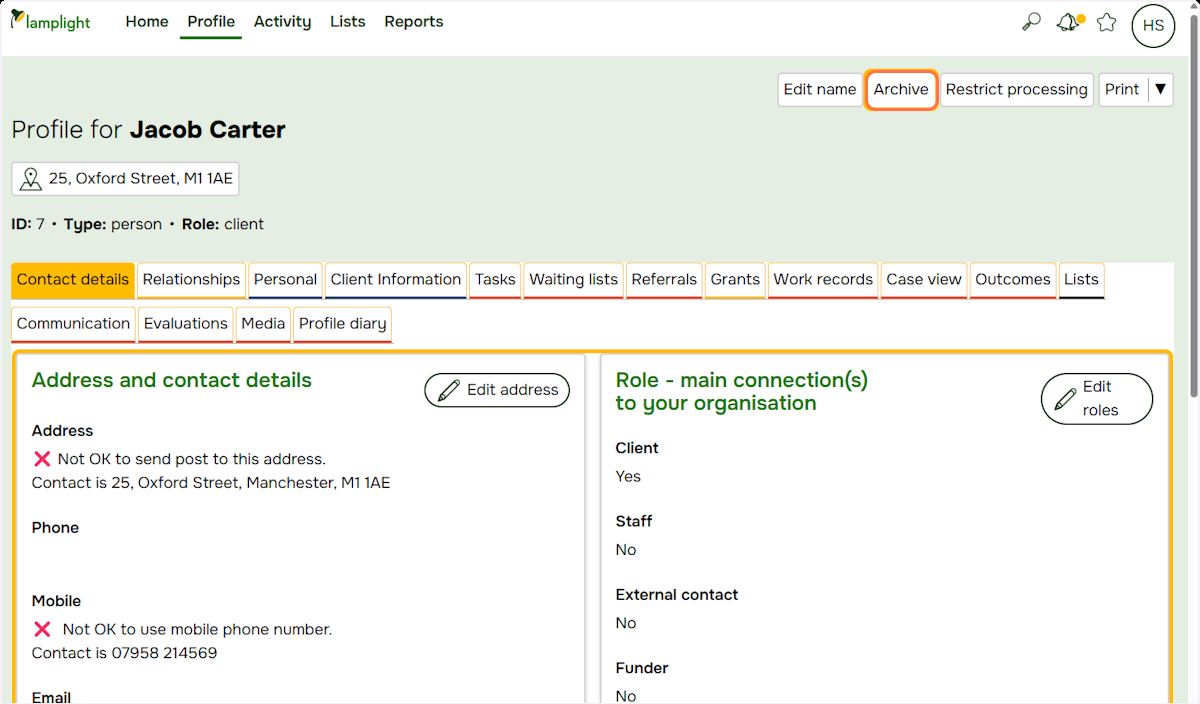 lamplight Home Profile Activity Lists Reports HS
Edit name Archive Restrict processing Print ▼
Profile for Jacob Carter
25, Oxford Street, M1 1AE
ID: 7 • Type: person • Role: client
Contact details Relationships Personal Client Information Tasks Waiting lists Referrals Grants Work records Case view Outcomes Lists
Communication Evaluations Media Profile diary
Address and contact details
Edit address
Address
❌ Not OK to send post to this address.
Contact is 25, Oxford Street, Manchester, M1 1AE
Phone
Mobile
❌ Not OK to use mobile phone number.
Contact is 07958 214569
Email
Role - main connection(s)
to your organisation
Edit
roles
Client
Yes
Staff
No
External contact
No
Funder
No